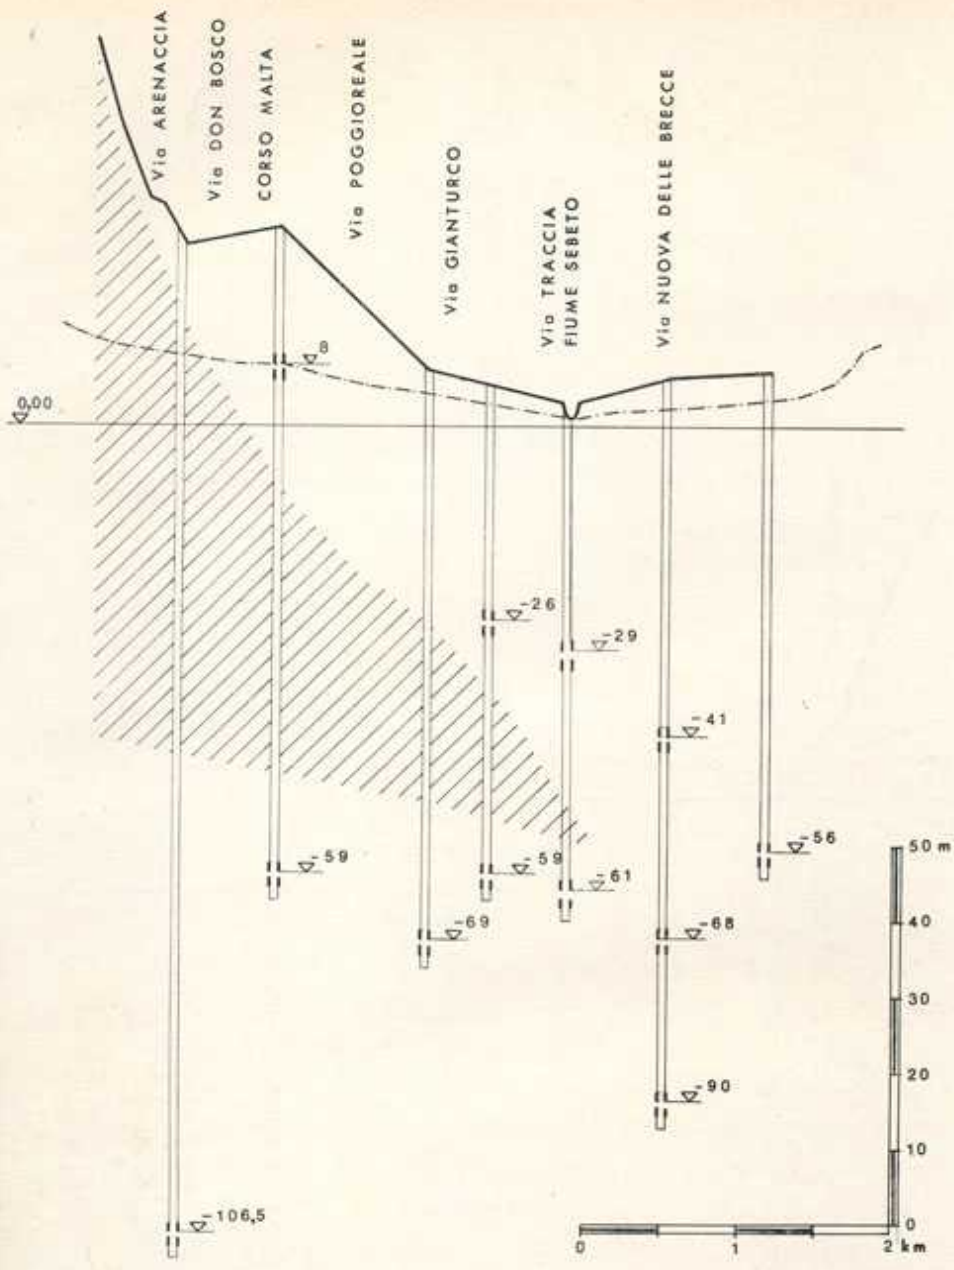 Via ARENACCIA
Via DON BOSCO
CORSO MALTA
Via POGGIOREALE
Via GIANTURCO
Via TRACCIA
FIUME SEBETO
Via NUOVA DELLE BRECCE
8
0,00
-26
-29
-41
-56
-59
-59
-61
-69
-68
-90
-106,5
50 m
40
30
20
10
0
0 1 2 km